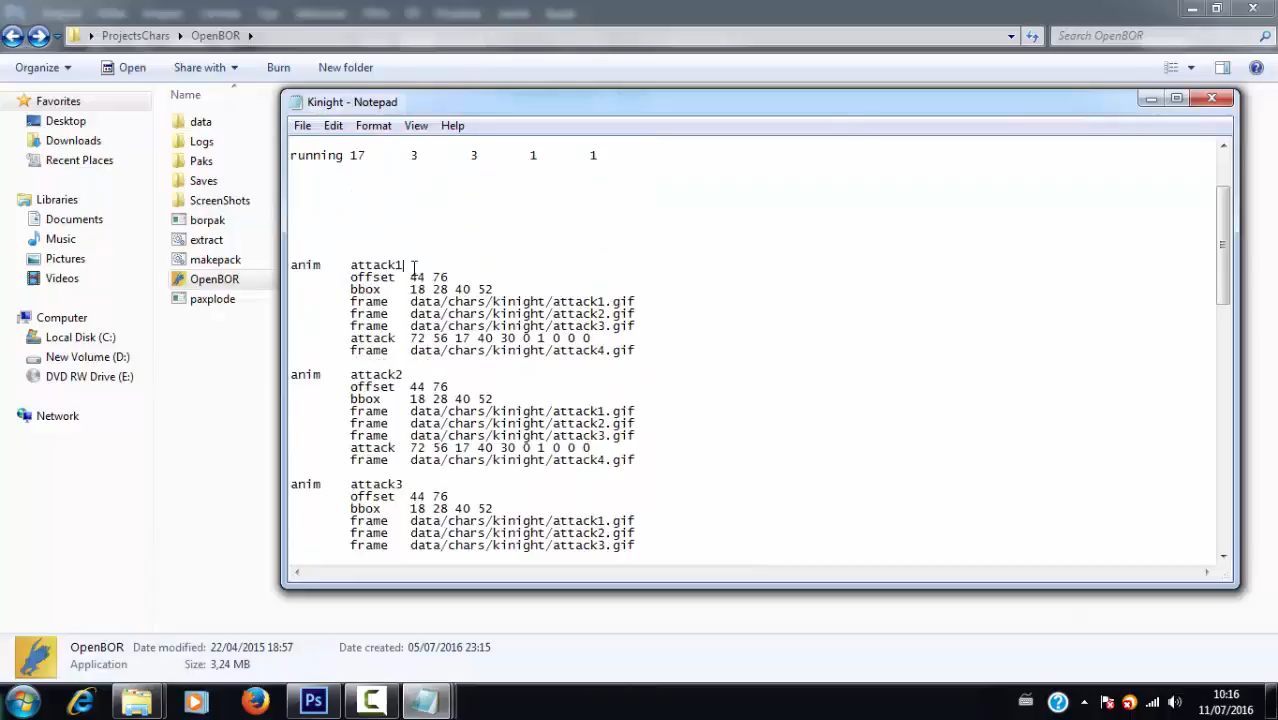 ProjectsChars
OpenBOR
Search OpenBOR
Organize
Open
Share with
Burn
New folder
Favorites
Desktop
Downloads
Recent Places
Libraries
Documents
Music
Pictures
Videos
Computer
Local Disk (C:)
New Volume (D:)
DVD RW Drive (E:)
Network
Name
data
Logs
Paks
Saves
ScreenShots
borpak
extract
makepack
OpenBOR
paxplode
Kinight - Notepad
File Edit Format View Help
running 17 3 3 1 1
anim attack1
offset 44 76
bbox 18 28 40 52
frame data/chars/kinight/attack1.gif
frame data/chars/kinight/attack2.gif
frame data/chars/kinight/attack3.gif
attack 72 56 17 40 30 0 1 0 0 0
frame data/chars/kinight/attack4.gif
anim attack2
offset 44 76
bbox 18 28 40 52
frame data/chars/kinight/attack1.gif
frame data/chars/kinight/attack2.gif
frame data/chars/kinight/attack3.gif
attack 72 56 17 40 30 0 1 0 0 0
frame data/chars/kinight/attack4.gif
anim attack3
offset 44 76
bbox 18 28 40 52
frame data/chars/kinight/attack1.gif
frame data/chars/kinight/attack2.gif
frame data/chars/kinight/attack3.gif
OpenBOR Date modified: 22/04/2015 18:57 Date created: 05/07/2016 23:15
Application Size: 3,24 MB
Ps
10:16
11/07/2016